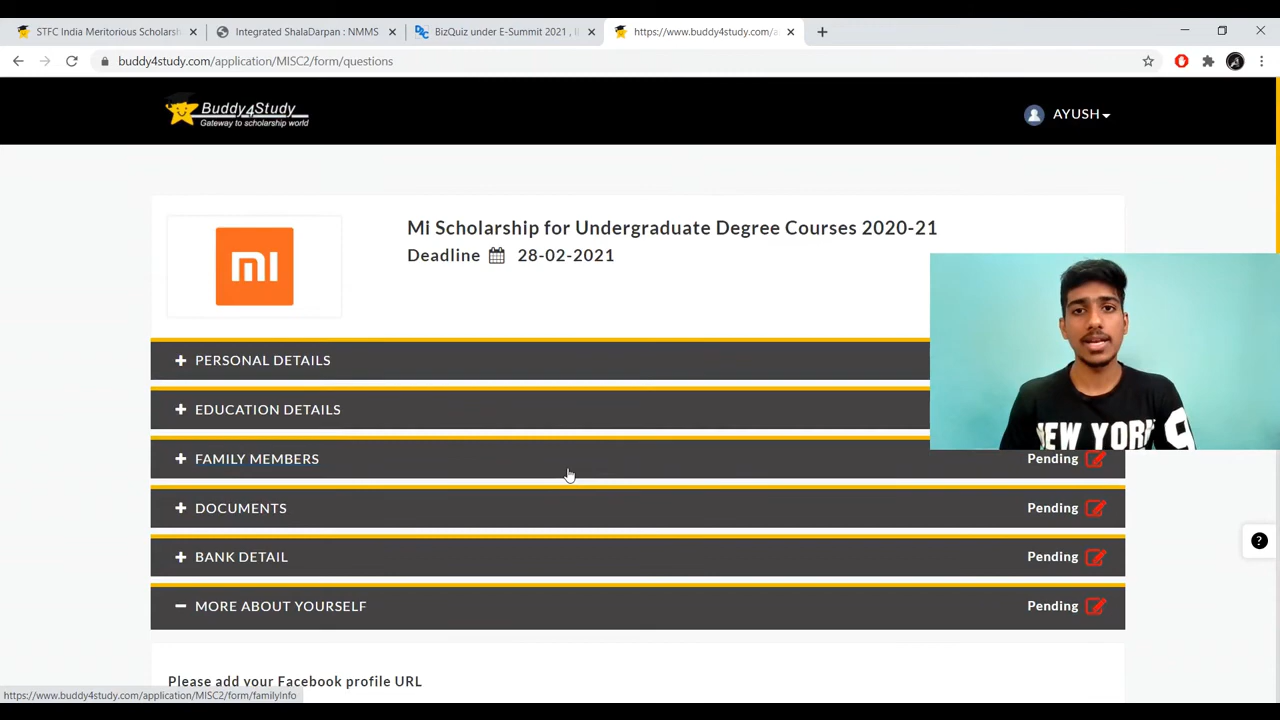 STFC India Meritorious Scholarsh
Integrated ShalaDarpan : NMMS
BizQuiz under E-Summit 2021 , II
https://www.buddy4study.com/a
buddy4study.com/application/MISC2/form/questions
Buddy4Study
Gateway to scholarship world
AYUSH
mi
Mi Scholarship for Undergraduate Degree Courses 2020-21
Deadline 28-02-2021
PERSONAL DETAILS
EDUCATION DETAILS
FAMILY MEMBERS Pending
DOCUMENTS Pending
BANK DETAIL Pending
MORE ABOUT YOURSELF Pending
NEW YORK
9
Please add your Facebook profile URL
https://www.buddy4study.com/application/MISC2/form/familyInfo